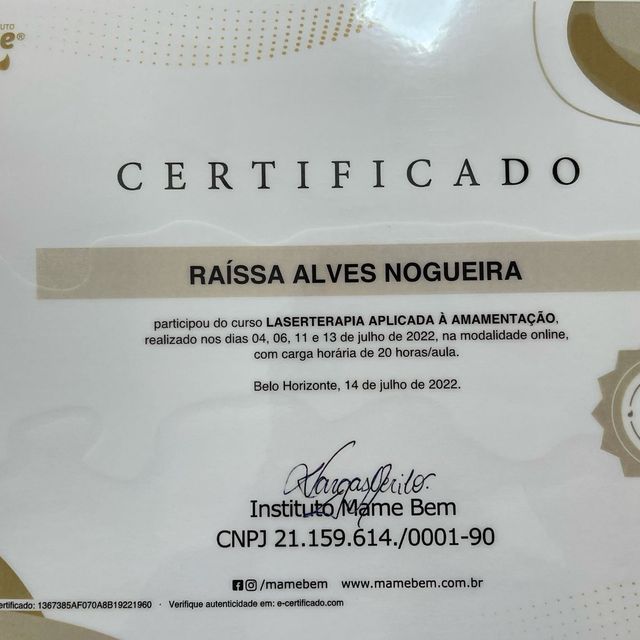 CERTIFICADO
RAÍSSA ALVES NOGUEIRA
participou do curso LASERTERAPIA APLICADA À AMAMENTAÇÃO,
realizado nos dias 04, 06, 11 e 13 de julho de 2022, na modalidade online,
com carga horária de 20 horas/aula.
Belo Horizonte, 14 de julho de 2022.
Instituto Mame Bem
CNPJ 21.159.614./0001-90
/mamebem www.mamebem.com.br
ertificado: 1367385AF070A8B19221960 - Verifique autenticidade em: e-certificado.com